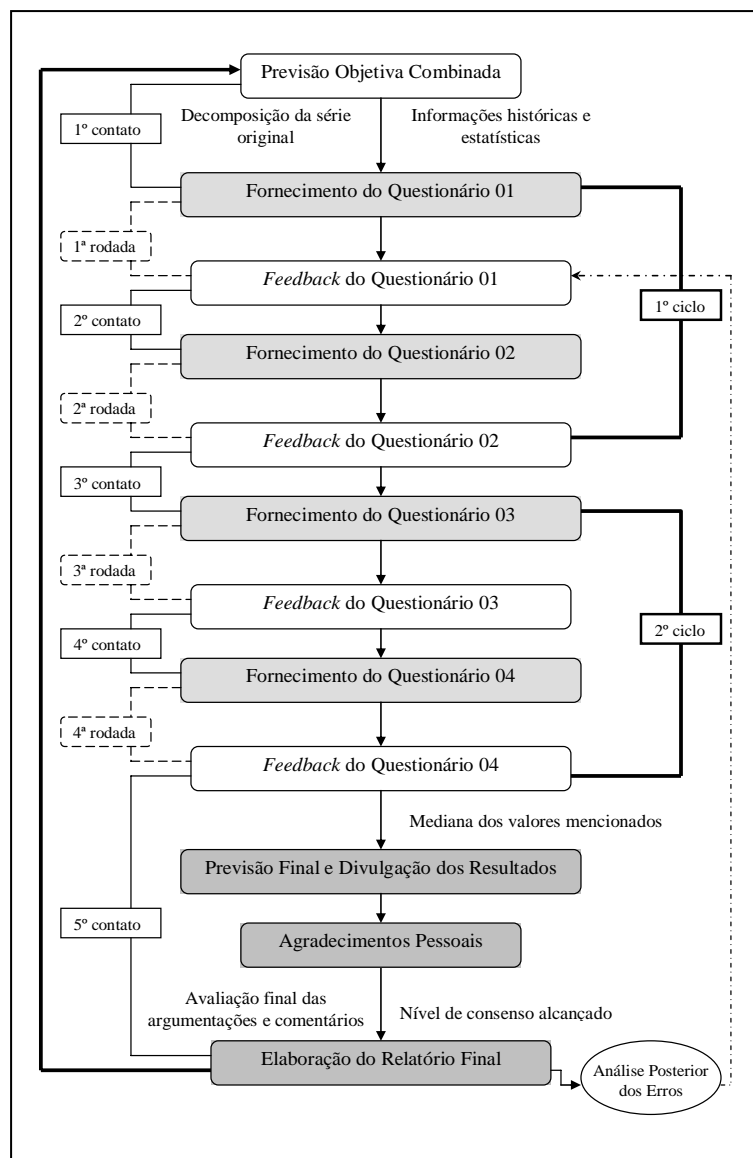 Previsão Objetiva Combinada
1º contato
Decomposição da série
original
Informações históricas e
estatísticas
Fornecimento do Questionário 01
1ª rodada
Feedback do Questionário 01
2º contato
1º ciclo
Fornecimento do Questionário 02
2ª rodada
Feedback do Questionário 02
3º contato
Fornecimento do Questionário 03
3ª rodada
Feedback do Questionário 03
4º contato
2º ciclo
Fornecimento do Questionário 04
4ª rodada
Feedback do Questionário 04
Mediana dos valores mencionados
Previsão Final e Divulgação dos Resultados
5º contato
Agradecimentos Pessoais
Avaliação final das
argumentações e comentários
Nível de consenso alcançado
Elaboração do Relatório Final
Análise Posterior
dos Erros